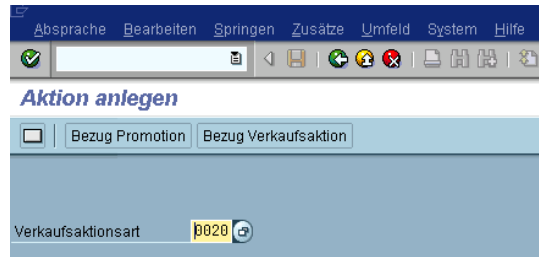 Absprache Bearbeiten Springen Zusätze Umfeld System Hilfe
Aktion anlegen
Bezug Promotion Bezug Verkaufsaktion
Verkaufsaktionsart 0020